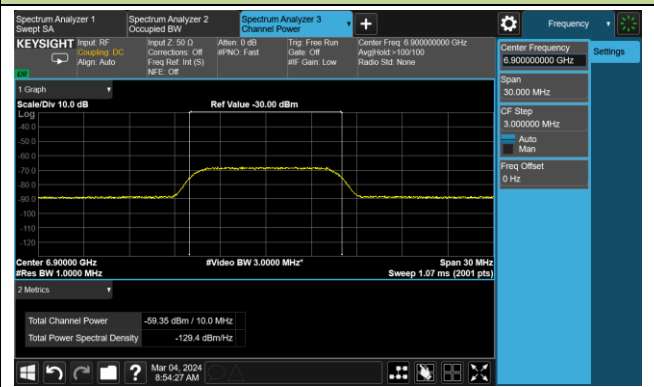 Spectrum Analyzer 1
Swept SA
Spectrum Analyzer 2
Occupied BW
Spectrum Analyzer 3
Channel Power
+
Frequency
KEYSIGHT
Input: RF
Coupling: DC
Align: Auto
Input Z: 50 Ω
Corrections: Off
Freq Ref: Int (S)
NFE: Off
Atten: 0 dB
#PNO: Fast
Trig: Free Run
Gate: Off
#IF Gain: Low
Center Freq: 6.900000000 GHz
Avg|Hold:>100/100
Radio Std: None
Center Frequency
6.900000000 GHz
Settings
Span
30.000 MHz
CF Step
3.000000 MHz
Auto
Man
Freq Offset
0 Hz
1 Graph
Scale/Div 10.0 dB
Ref Value -30.00 dBm
Log
-40.0
-50.0
-60.0
-70.0
-80.0
-90.0
-100
-110
-120
Center 6.90000 GHz
#Video BW 3.0000 MHz*
Span 30 MHz
#Res BW 1.0000 MHz
Sweep 1.07 ms (2001 pts)
2 Metrics
Total Channel Power
-59.35 dBm / 10.0 MHz
Total Power Spectral Density
-129.4 dBm/Hz
?
Mar 04, 2024
8:54:27 AM